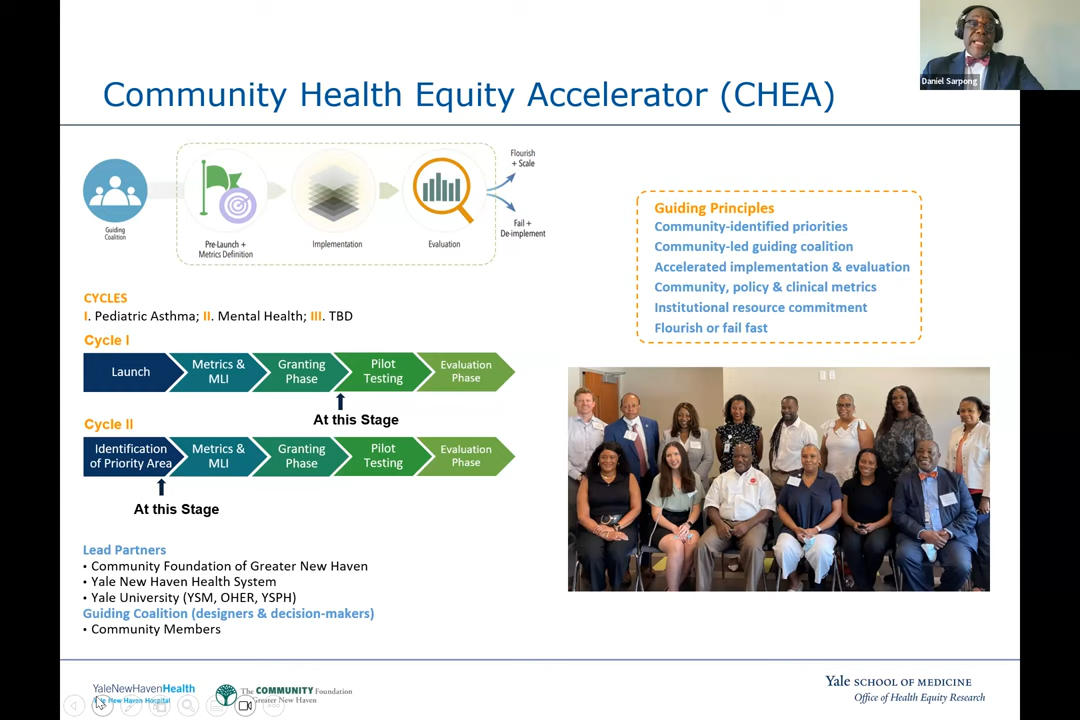 Daniel Sarpong
Community Health Equity Accelerator (CHEA)
Guiding
Coalition
Pre-Launch +
Metrics Definition
Implementation
Evaluation
Flourish
+ Scale
Fail +
De-implement
Guiding Principles
Community-identified priorities
Community-led guiding coalition
Accelerated implementation & evaluation
Community, policy & clinical metrics
Institutional resource commitment
Flourish or fail fast
CYCLES
I. Pediatric Asthma; II. Mental Health; III. TBD
Cycle I
Launch
Metrics &
MLI
Granting
Phase
Pilot
Testing
Evaluation
Phase
At this Stage
Cycle II
Identification
of Priority Area
Metrics &
MLI
Granting
Phase
Pilot
Testing
Evaluation
Phase
At this Stage
Lead Partners
• Community Foundation of Greater New Haven
• Yale New Haven Health System
• Yale University (YSM, OHER, YSPH)
Guiding Coalition (designers & decision-makers)
• Community Members
YaleNewHavenHealth
New Haven Hospital
The COMMUNITY Foundation
Greater New Haven
Yale SCHOOL OF MEDICINE
Office of Health Equity Research